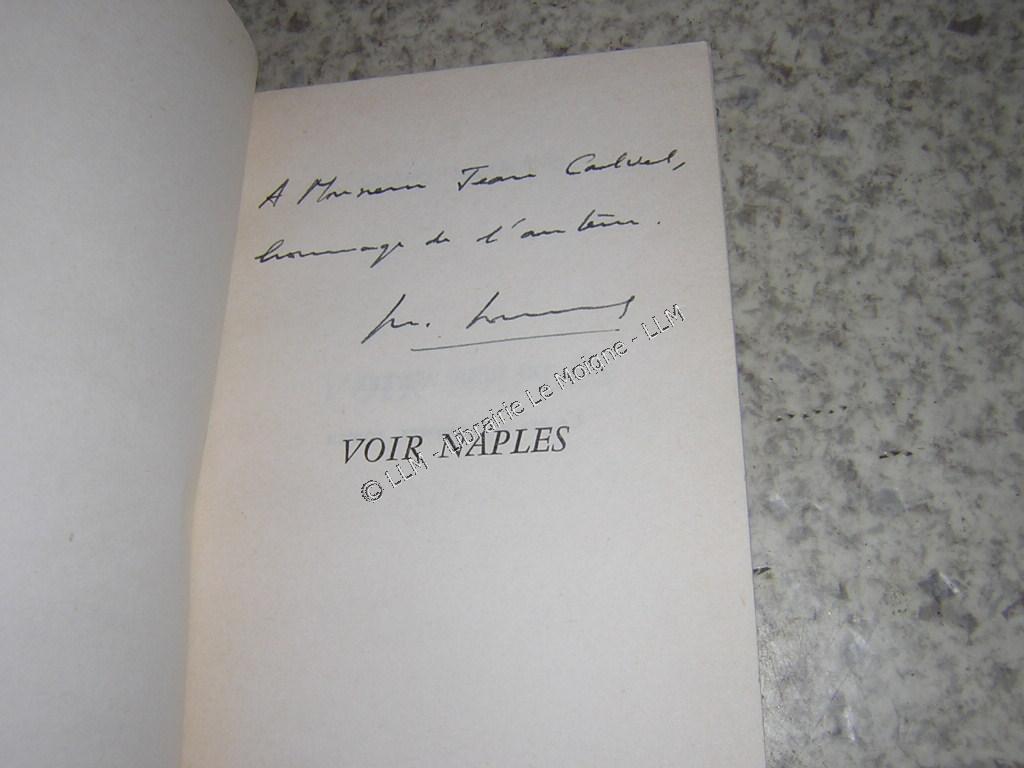 A Monsieur Jean Calvel,
hommage de l'auteur.
VOIR NAPLES
© LLM - Librairie Le Moigne - LLM